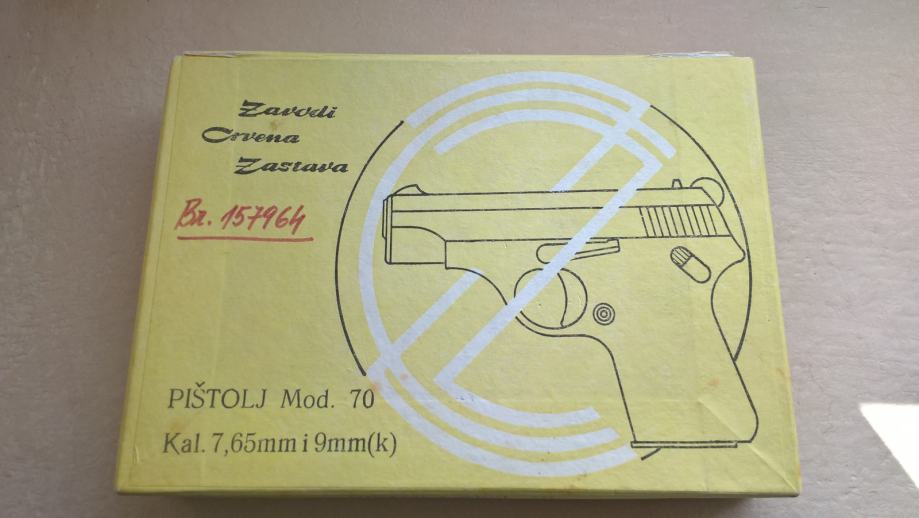 Zavodi
Crvena
Zastava
Br. 157964
PIŠTOLJ Mod. 70
Kal. 7,65mm i 9mm(k)